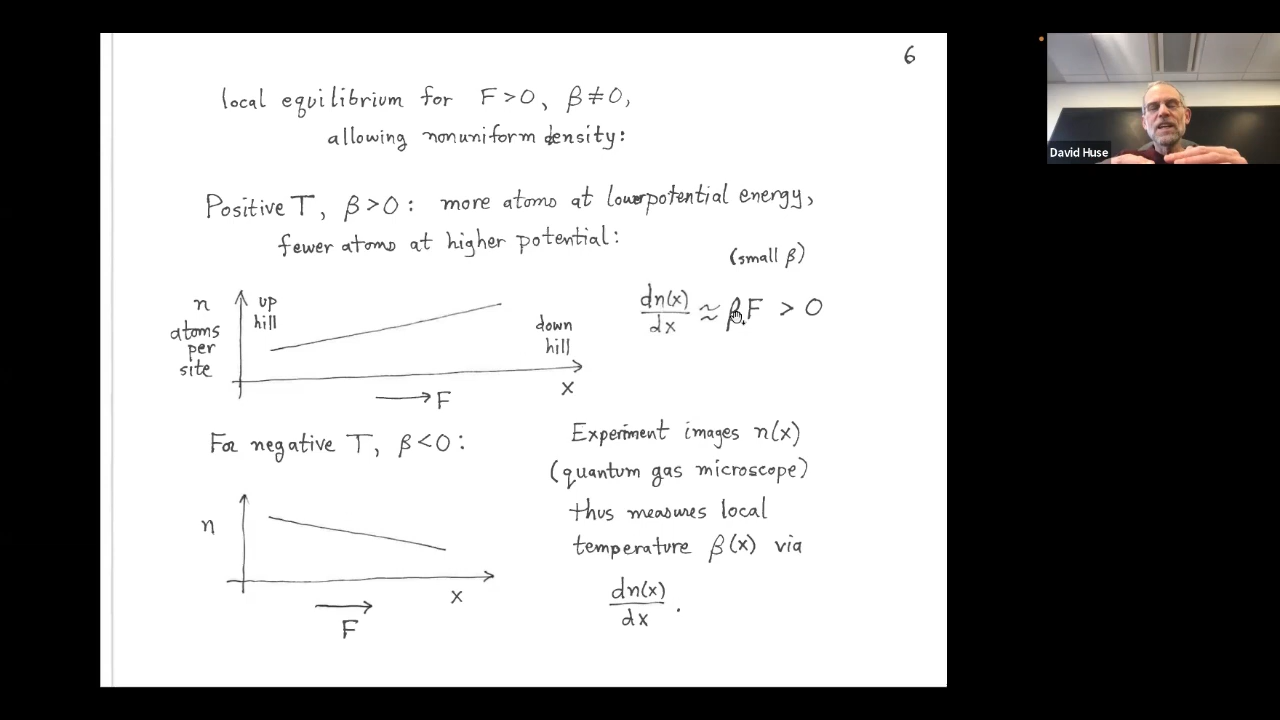 6
local equilibrium for F>0, β≠0,
allowing nonuniform density:
Positive T, β>0: more atoms at lower potential energy,
fewer atoms at higher potential:
(small β)
dn(x)/dx ≈ βF > 0
n
atoms
per
site
up
hill
down
hill
x
→ F
For negative T, β<0:
n
x
→
F
Experiment images n(x)
(quantum gas microscope)
thus measures local
temperature β(x) via
dn(x)/dx .
David Huse